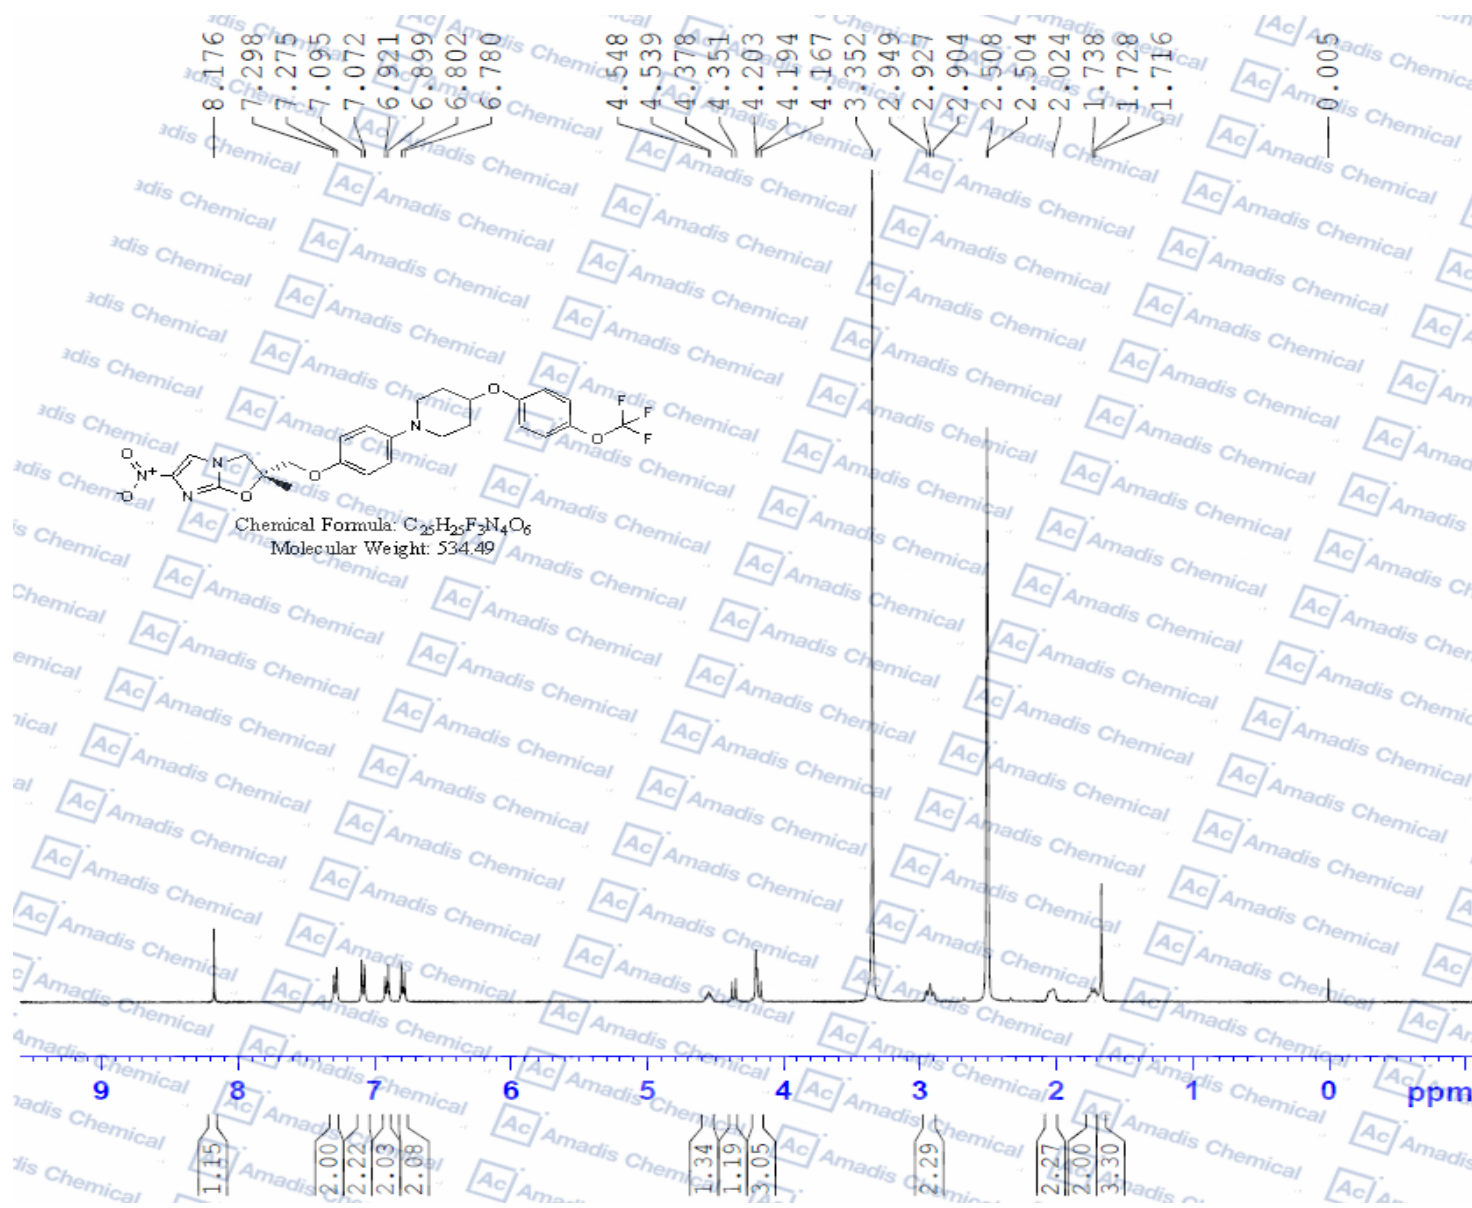 8.176
7.298
7.275
7.095
7.072
6.921
6.899
6.802
6.780
4.548
4.539
4.378
4.351
4.203
4.194
4.167
3.352
2.949
2.927
2.904
2.508
2.504
2.024
1.738
1.728
1.716
0.005
Ac Amadis Chemical
O
N+
-O
N
N
O
O
N
O
O
F
F
F
Chemical Formula: C25H25F3N4O6
Molecular Weight: 534.49
9 8 7 6 5 4 3 2 1 0 ppm
1.15
2.00
2.22
2.03
2.08
1.34
1.19
3.05
2.29
2.27
2.00
3.30